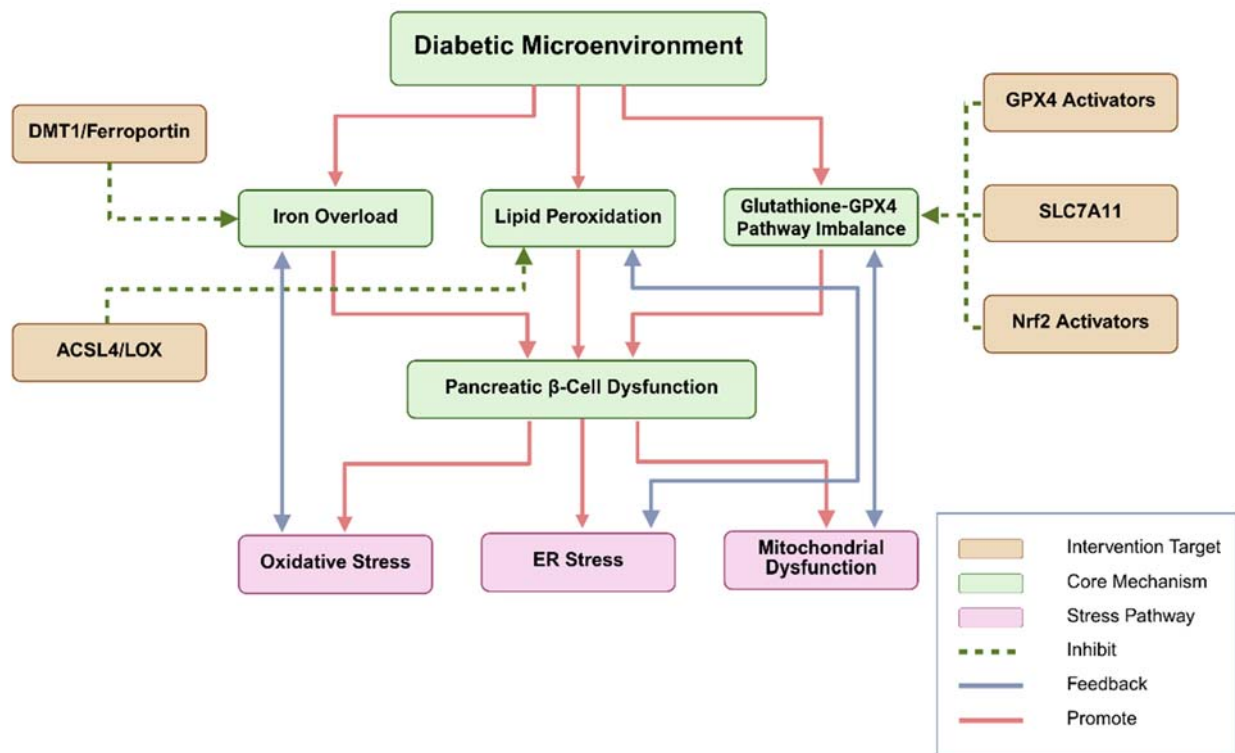 Diabetic Microenvironment
DMT1/Ferroportin
GPX4 Activators
Iron Overload
Lipid Peroxidation
Glutathione-GPX4
Pathway Imbalance
SLC7A11
ACSL4/LOX
Nrf2 Activators
Pancreatic β-Cell Dysfunction
Oxidative Stress
ER Stress
Mitochondrial
Dysfunction
Intervention Target
Core Mechanism
Stress Pathway
Inhibit
Feedback
Promote